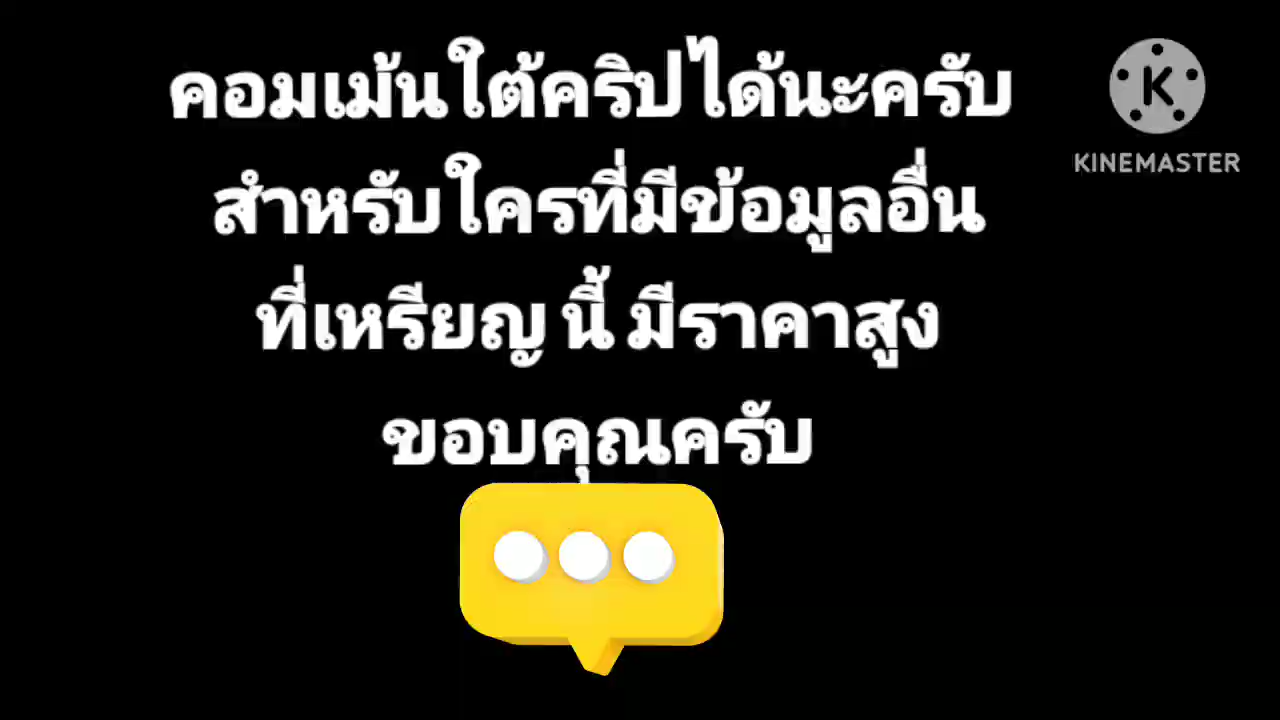 คอมเม้นใต้คริปได้นะครับ
สำหรับใครที่มีข้อมูลอื่น
ที่เหรียญ นี้ มีราคาสูง
ขอบคุณครับ
K
KINEMASTER